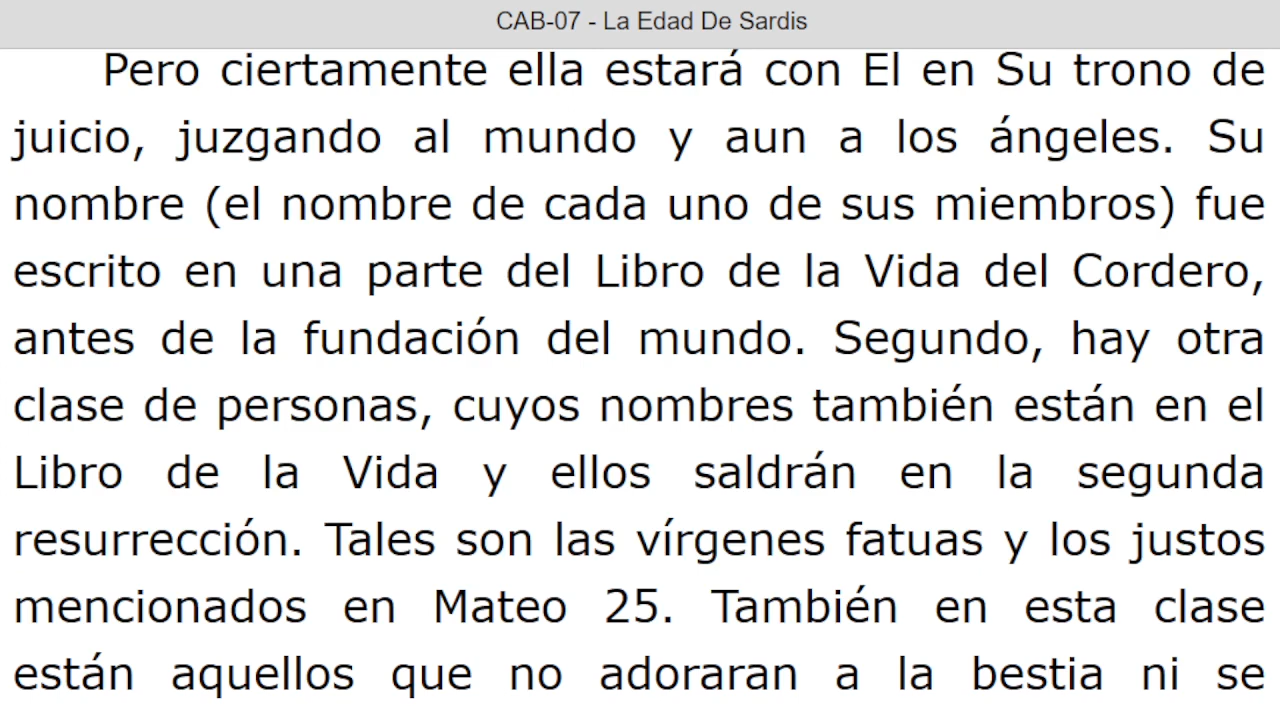 CAB-07 - La Edad De Sardis
Pero ciertamente ella estará con El en Su trono de
juicio, juzgando al mundo y aun a los ángeles. Su
nombre (el nombre de cada uno de sus miembros) fue
escrito en una parte del Libro de la Vida del Cordero,
antes de la fundación del mundo. Segundo, hay otra
clase de personas, cuyos nombres también están en el
Libro de la Vida y ellos saldrán en la segunda
resurrección. Tales son las vírgenes fatuas y los justos
mencionados en Mateo 25. También en esta clase
están aquellos que no adoraran a la bestia ni se